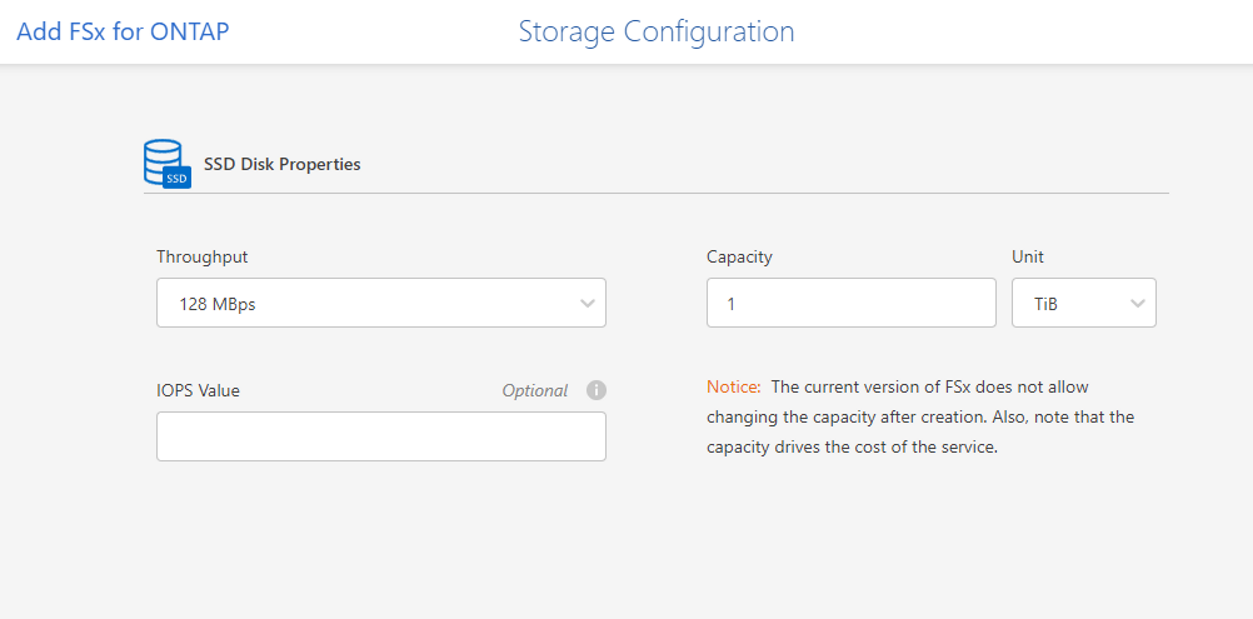 Add FSx for ONTAP
Storage Configuration
SSD
SSD Disk Properties
Throughput
128 MBps
Capacity
1
Unit
TiB
IOPS Value
Optional
i
Notice: The current version of FSx does not allow
changing the capacity after creation. Also, note that the
capacity drives the cost of the service.